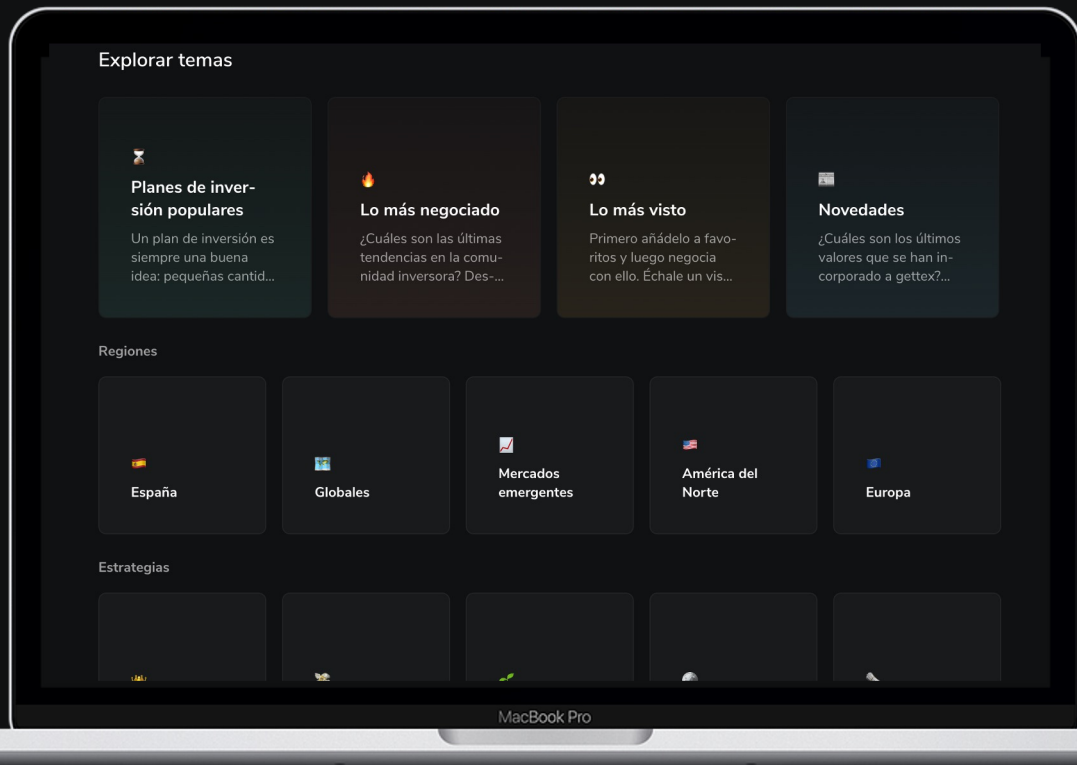 Explorar temas
Planes de inver-
sión populares
Un plan de inversión es
siempre una buena
idea: pequeñas cantid...
Lo más negociado
¿Cuáles son las últimas
tendencias en la comu-
nidad inversora? Des-...
Lo más visto
Primero añádelo a favo-
ritos y luego negocia
con ello. Échale un vis...
Novedades
¿Cuáles son los últimos
valores que se han in-
corporado a gettex?...
Regiones
España
Globales
Mercados
emergentes
América del
Norte
Europa
Estrategias
MacBook Pro